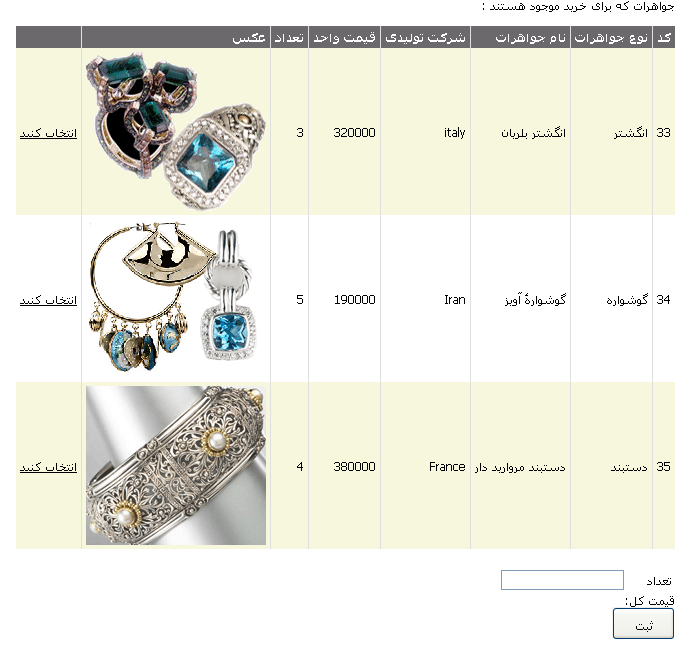 جواهرات که برای خرید موجود هستند :
کد نوع جواهرات نام جواهرات شرکت تولیدی قیمت واحد تعداد عکس
33 انگشتر انگشتر بلریان italy 320000 3 انتخاب کنید
34 گوشواره گوشوارهٔ آویز Iran 190000 5 انتخاب کنید
35 دستبند دستبند مروارید دار France 380000 4 انتخاب کنید
تعداد
قیمت کل:
ثبت